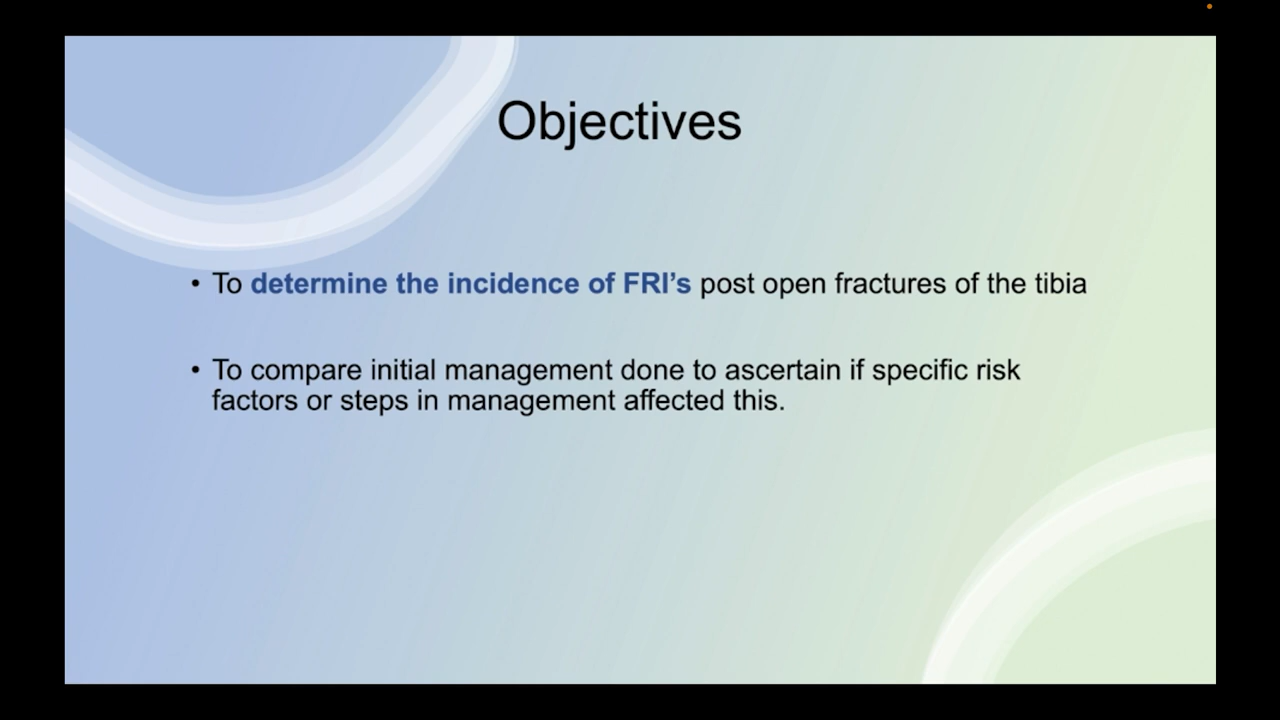 Objectives
• To determine the incidence of FRI’s post open fractures of the tibia
• To compare initial management done to ascertain if specific risk
factors or steps in management affected this.